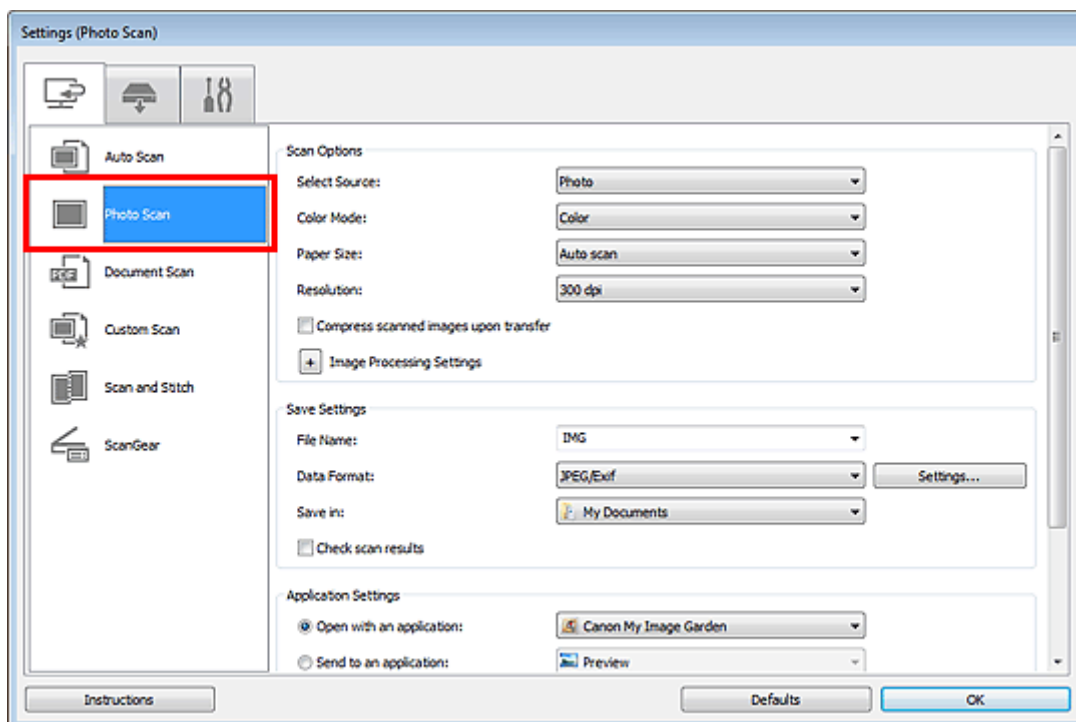 Settings (Photo Scan)
Auto Scan
Photo Scan
PDF Document Scan
Custom Scan
Scan and Stitch
ScanGear
Scan Options
Select Source: Photo
Color Mode: Color
Paper Size: Auto scan
Resolution: 300 dpi
Compress scanned images upon transfer
+ Image Processing Settings
Save Settings
File Name: IMG
Data Format: JPEG/Exif Settings...
Save in: My Documents
Check scan results
Application Settings
Open with an application: Canon My Image Garden
Send to an application: Preview
Instructions Defaults OK